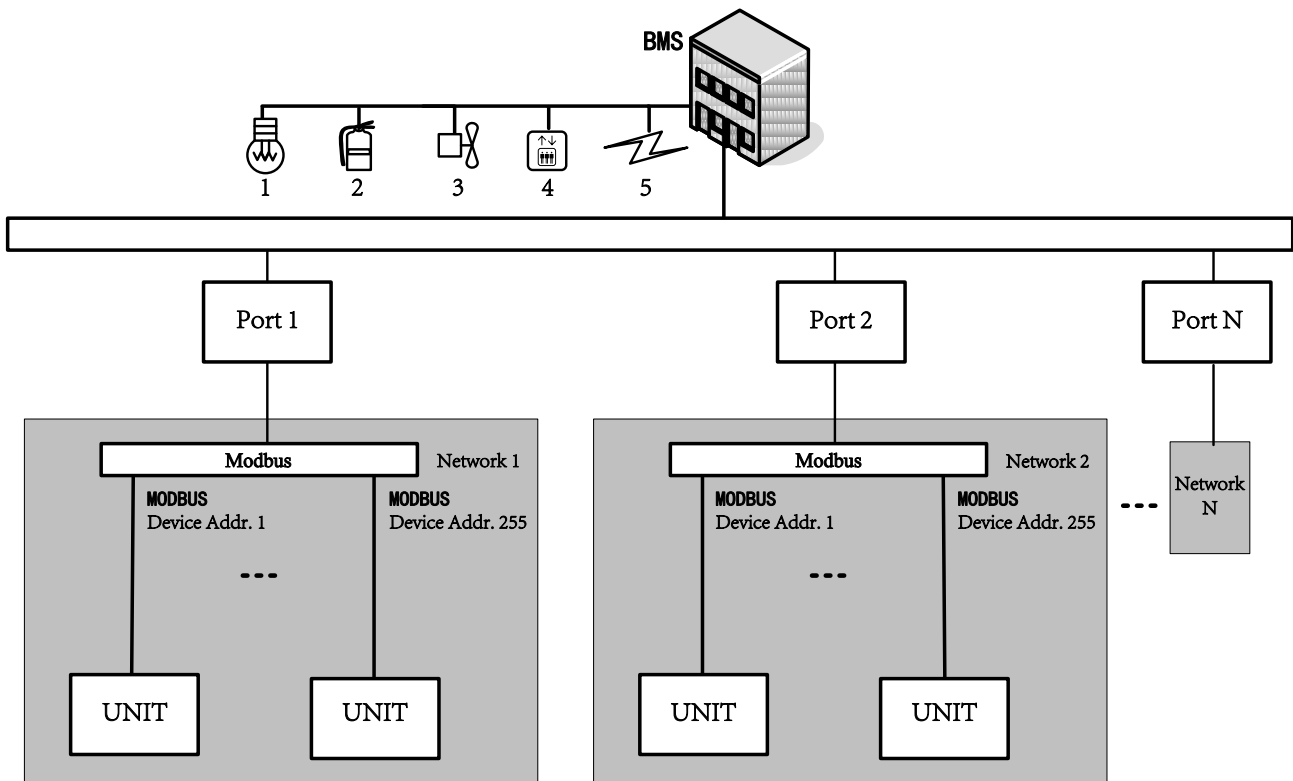 BMS
1
2
3
4
5
Port 1
Port 2
Port N
Modbus
Network 1
MODBUS
Device Addr. 1
MODBUS
Device Addr. 255
---
UNIT
UNIT
Modbus
Network 2
MODBUS
Device Addr. 1
MODBUS
Device Addr. 255
---
UNIT
UNIT
---
Network
N